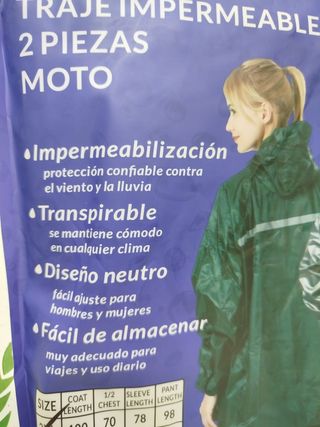 TRAJE IMPERMEABLE
2 PIEZAS
MOTO
Impermeabilización
protección confiable contra
el viento y la lluvia
Transpirable
se mantiene cómodo
en cualquier clima
Diseño neutro
fácil ajuste para
hombres y mujeres
Fácil de almacenar
muy adecuado para
viajes y uso diario
SIZE COAT LENGTH 1/2 CHEST SLEEVE LENGTH PANT LENGTH
70 78 98